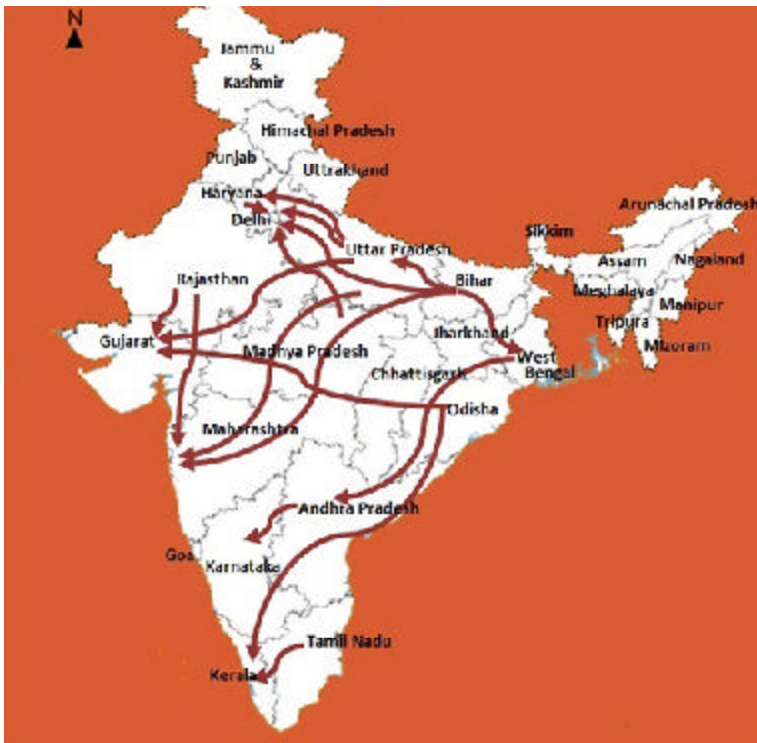 N
Jammu
&
Kashmir
Himachal Pradesh
Punjab
Uttrakhand
Haryana
Arunachal Pradesh
Delhi
Sikkim
Uttar Pradesh
Assam
Nagaland
Rajasthan
Bihar
Meghalaya
Manipur
Tripura
Gujarat
Jharkhand
Mizoram
Madhya Pradesh
West
Bengal
Chhattisgarh
Odisha
Maharashtra
Andhra Pradesh
Goa
Karnataka
Tamil Nadu
Kerala